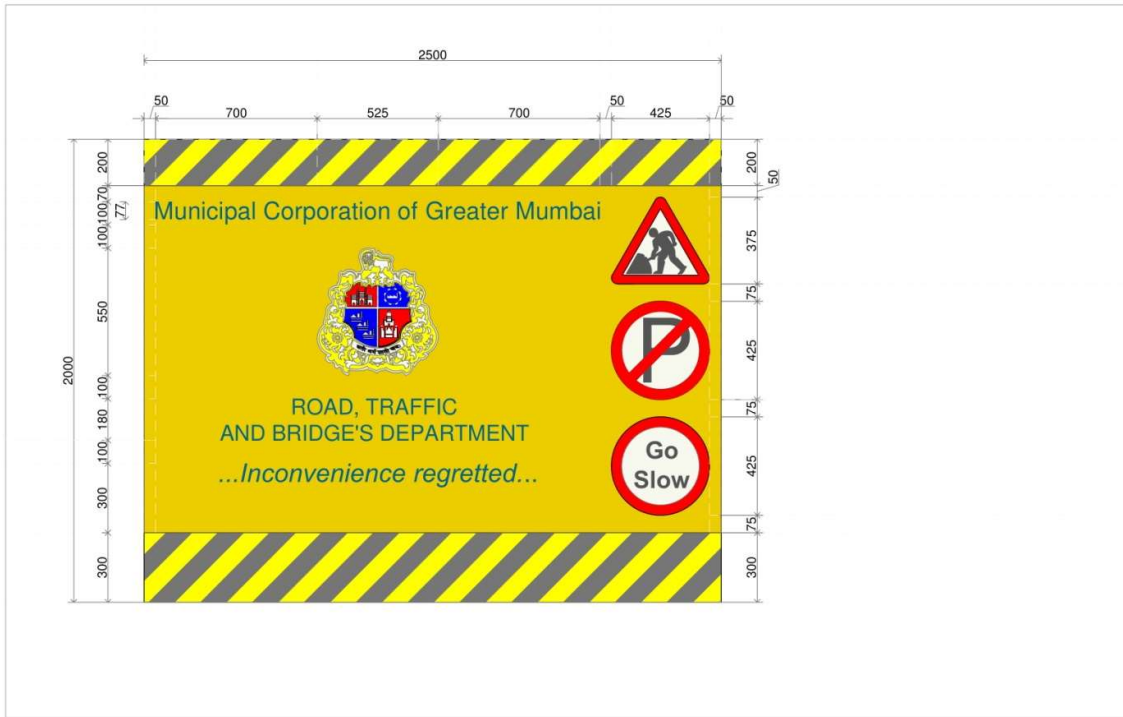 2500
50 700 525 700 50 425 50
200 200
70 50
100 77
Municipal Corporation of Greater Mumbai
100
375
75
550
P
425
2000
100
75
ROAD, TRAFFIC
180
AND BRIDGE'S DEPARTMENT
100
Go
425
...Inconvenience regretted...
Slow
300
75
300 300